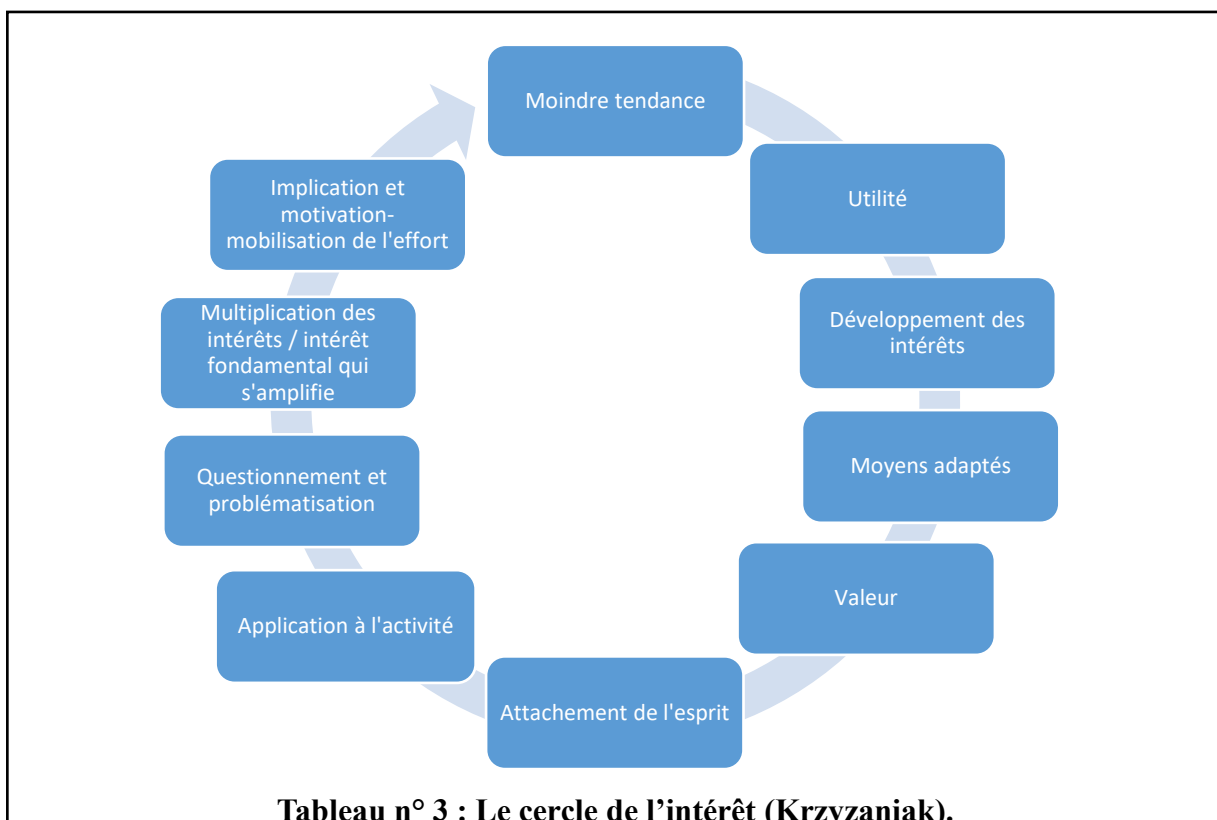 Moindre tendance
Utilité
Développement des
intérêts
Moyens adaptés
Valeur
Attachement de l'esprit
Application à l'activité
Questionnement et
problématisation
Multiplication des
intérêts / intérêt
fondamental qui
s'amplifie
Implication et
motivation-
mobilisation de l'effort
Tableau n° 3 : Le cercle de l’intérêt (Krzyzaniak).